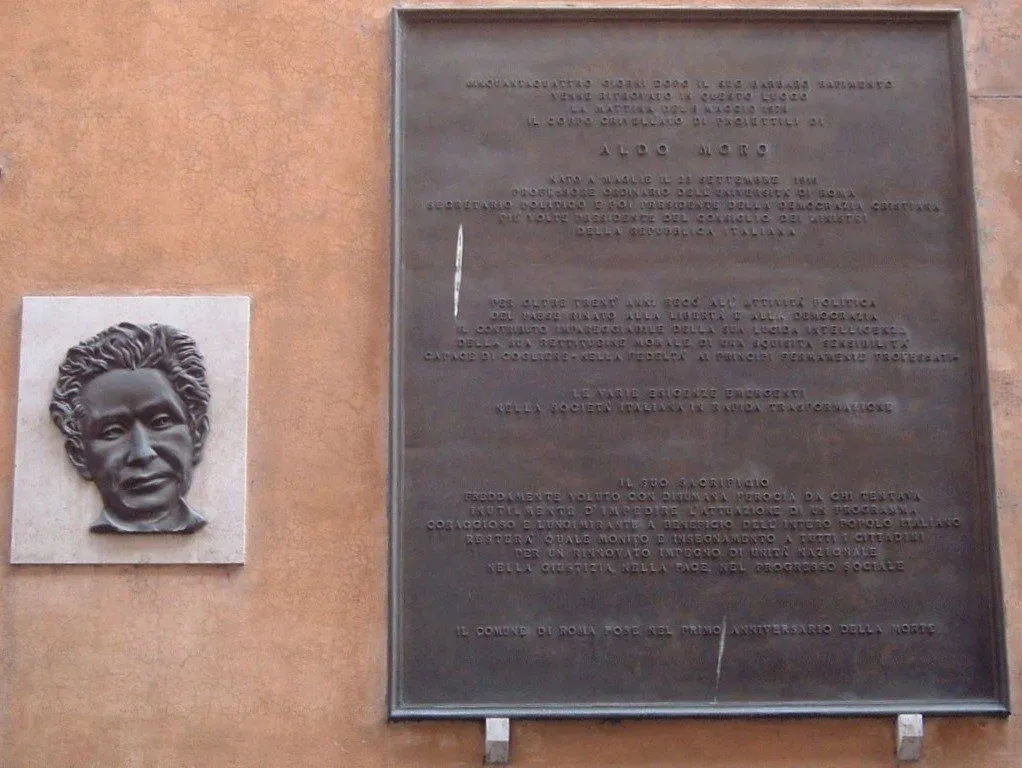 CINQUANTAQUATTRO GIORNI DOPO IL SUO BARBARO RAPIMENTO
VENNE RITROVATO IN QUESTO LUOGO
LA MATTINA DEL 9 MAGGIO 1978
IL CORPO CRIVELLATO DI PROIETTILI DI
ALDO MORO
NATO A MAGLIE IL 23 SETTEMBRE 1916
PROFESSORE ORDINARIO DELL'UNIVERSITÀ DI ROMA
SEGRETARIO POLITICO E POI PRESIDENTE DELLA DEMOCRAZIA CRISTIANA
PIÙ VOLTE PRESIDENTE DEL CONSIGLIO DEI MINISTRI
DELLA REPUBBLICA ITALIANA
PER OLTRE TRENT'ANNI RECÒ ALL'ATTIVITÀ POLITICA
DEL PAESE RINATO ALLA LIBERTÀ E ALLA DEMOCRAZIA
IL CONTRIBUTO IMPAREGGIABILE DELLA SUA LUCIDA INTELLIGENZA
DELLA SUA RETTITUDINE MORALE DI UNA SQUISITA SENSIBILITÀ
CAPACE DI COGLIERE-NELLA FEDELTÀ AI PRINCIPI FERMAMENTE PROFESSATI-
LE VARIE ESIGENZE EMERGENTI
NELLA SOCIETÀ ITALIANA IN RAPIDA TRASFORMAZIONE
IL SUO SACRIFICIO
FREDDAMENTE VOLUTO CON DISUMANA FEROCIA DA CHI TENTAVA
INUTILMENTE D'IMPEDIRE L'ATTUAZIONE DI UN PROGRAMMA
CORAGGIOSO E LUNGIMIRANTE A BENEFICIO DELL'INTERO POPOLO ITALIANO
RESTERÀ QUALE MONITO E INSEGNAMENTO A TUTTI I CITTADINI
PER UN RINNOVATO IMPEGNO DI UNITÀ NAZIONALE
NELLA GIUSTIZIA, NELLA PACE, NEL PROGRESSO SOCIALE
IL COMUNE DI ROMA POSE NEL PRIMO ANNIVERSARIO DELLA MORTE